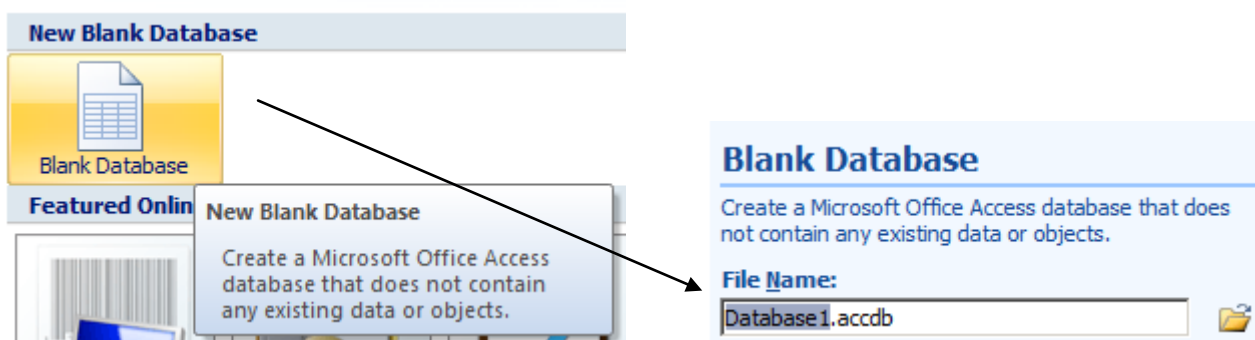 New Blank Database
Blank Database
Featured Onlin
New Blank Database
Create a Microsoft Office Access
database that does not contain
any existing data or objects.
Blank Database
Create a Microsoft Office Access database that does
not contain any existing data or objects.
File Name:
Database1.accdb